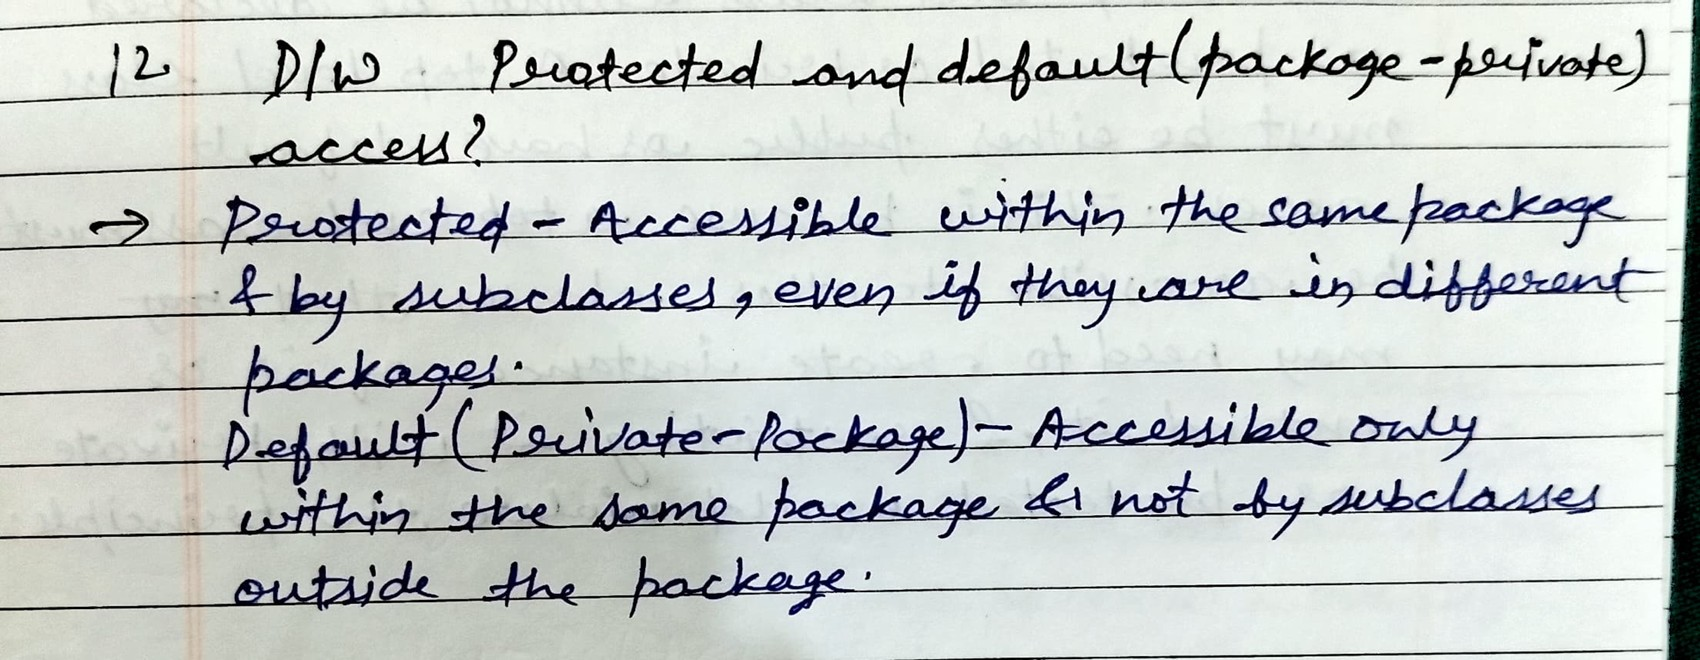 12 D/W Protected and default (package-private)
access?
→ Protected - Accessible within the same package
& by subclasses, even if they are in different
packages.
Default (Private-Package) - Accessible only
within the same package & not by subclasses
outside the package.